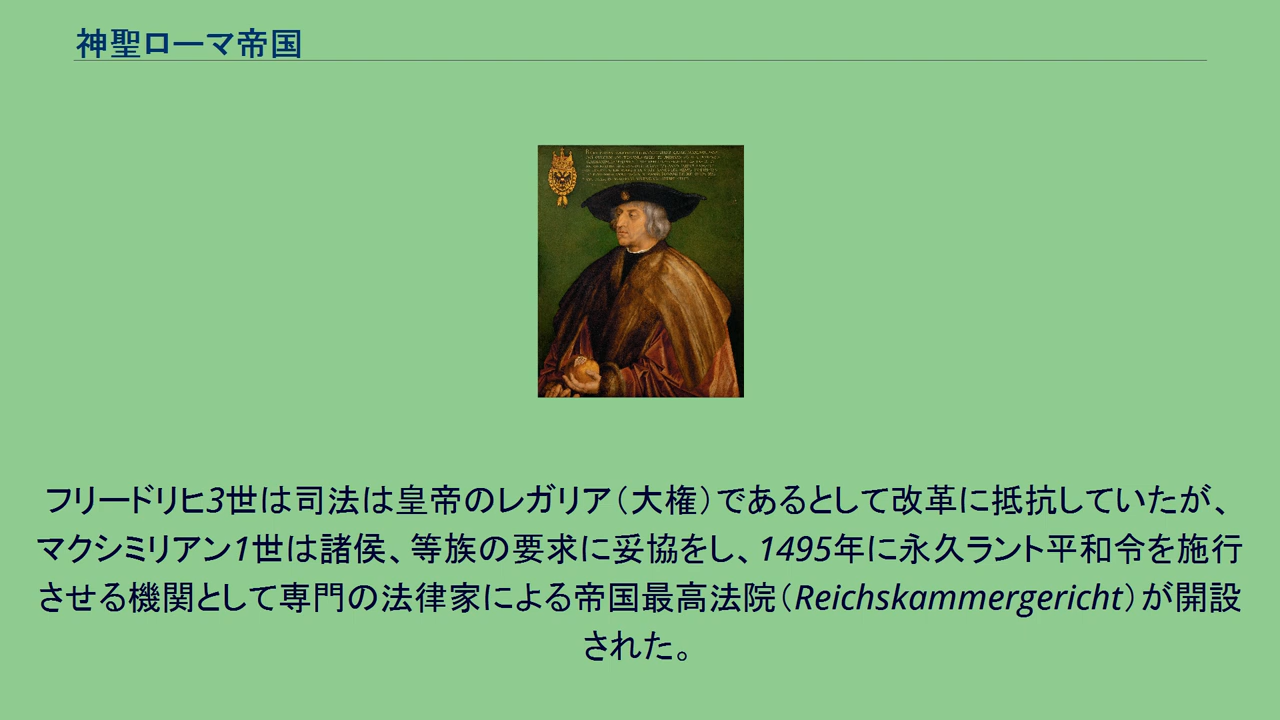 神聖ローマ帝国
フリードリヒ3世は司法は皇帝のレガリア（大権）であるとして改革に抵抗していたが、
マクシミリアン1世は諸侯、等族の要求に妥協をし、1495年に永久ラント平和令を施行
させる機関として専門の法律家による帝国最高法院（Reichskammergericht）が開設
された。